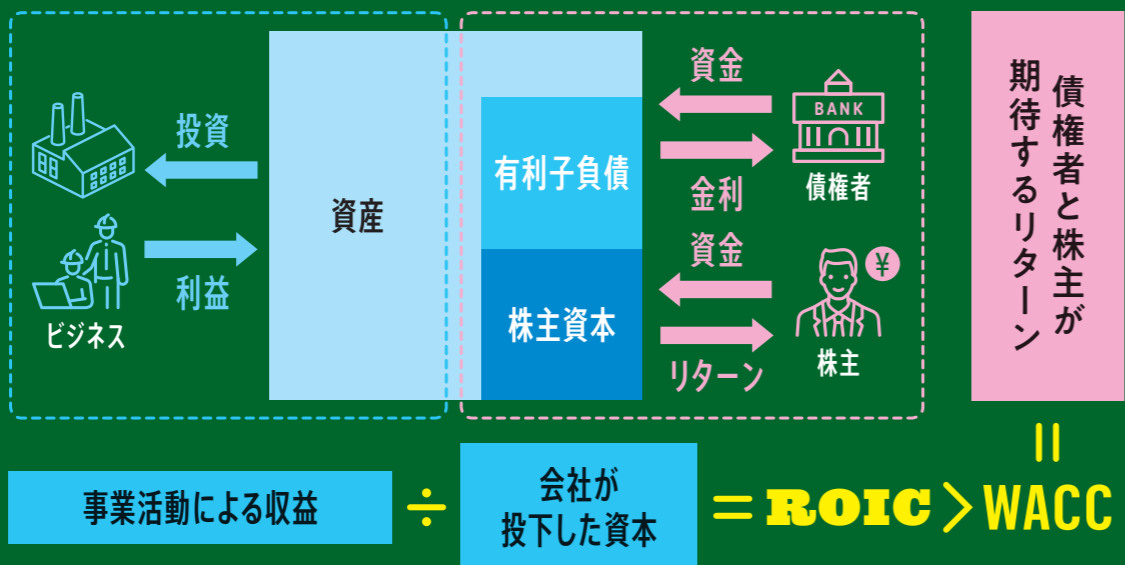 投資
利益
ビジネス
資産
有利子負債
株主資本
資金
金利
BANK
債権者
資金
リターン
¥
株主
債権者と株主が
期待するリターン
事業活動による収益
÷
会社が
投下した資本
=ROIC>WACC
=